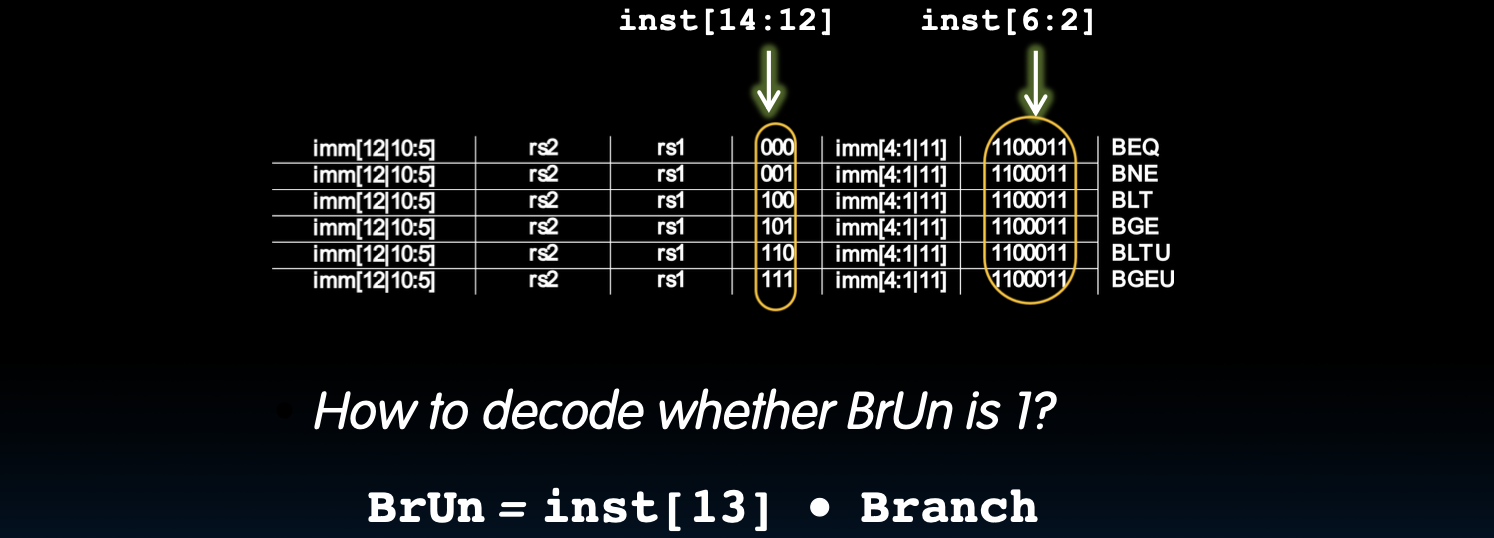 inst[14:12] inst[6:2]
imm[12|10:5] rs2 rs1 000 imm[4:1|11] 1100011 BEQ
imm[12|10:5] rs2 rs1 001 imm[4:1|11] 1100011 BNE
imm[12|10:5] rs2 rs1 100 imm[4:1|11] 1100011 BLT
imm[12|10:5] rs2 rs1 101 imm[4:1|11] 1100011 BGE
imm[12|10:5] rs2 rs1 110 imm[4:1|11] 1100011 BLTU
imm[12|10:5] rs2 rs1 111 imm[4:1|11] 1100011 BGEU
How to decode whether BrUn is 1?
BrUn = inst[13] • Branch